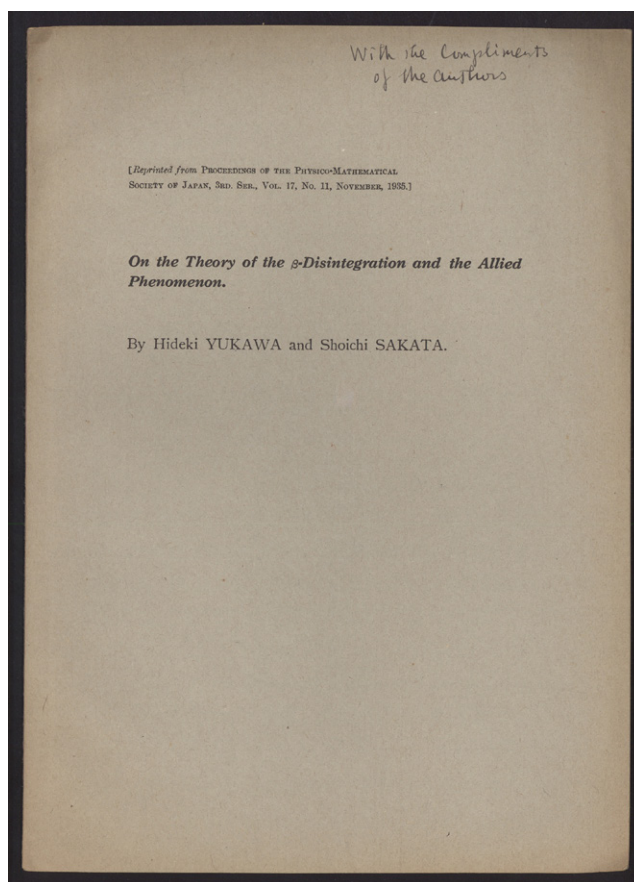 With the Compliments
of the authors
[Reprinted from PROCEEDINGS OF THE PHYSICO-MATHEMATICAL
SOCIETY OF JAPAN, 3RD. SER., VOL. 17, No. 11, NOVEMBER, 1935.]
On the Theory of the β-Disintegration and the Allied
Phenomenon.
By Hideki YUKAWA and Shoichi SAKATA.